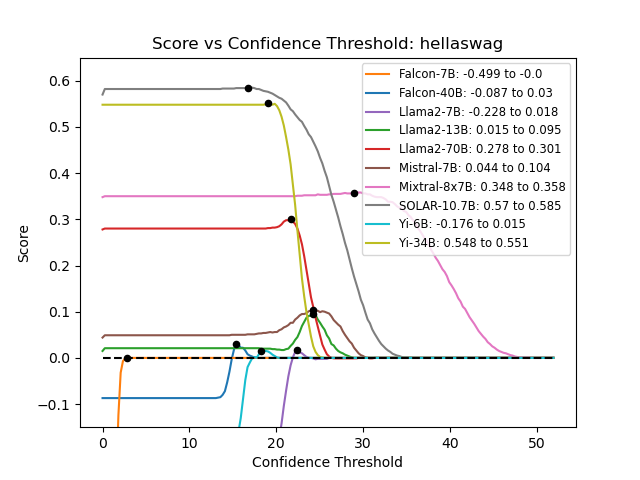 Score vs Confidence Threshold: hellaswag
Falcon-7B: -0.499 to -0.0
Falcon-40B: -0.087 to 0.03
Llama2-7B: -0.228 to 0.018
Llama2-13B: 0.015 to 0.095
Llama2-70B: 0.278 to 0.301
Mistral-7B: 0.044 to 0.104
Mixtral-8x7B: 0.348 to 0.358
SOLAR-10.7B: 0.57 to 0.585
Yi-6B: -0.176 to 0.015
Yi-34B: 0.548 to 0.551
Score
0.6
0.5
0.4
0.3
0.2
0.1
0.0
−0.1
0 10 20 30 40 50
Confidence Threshold